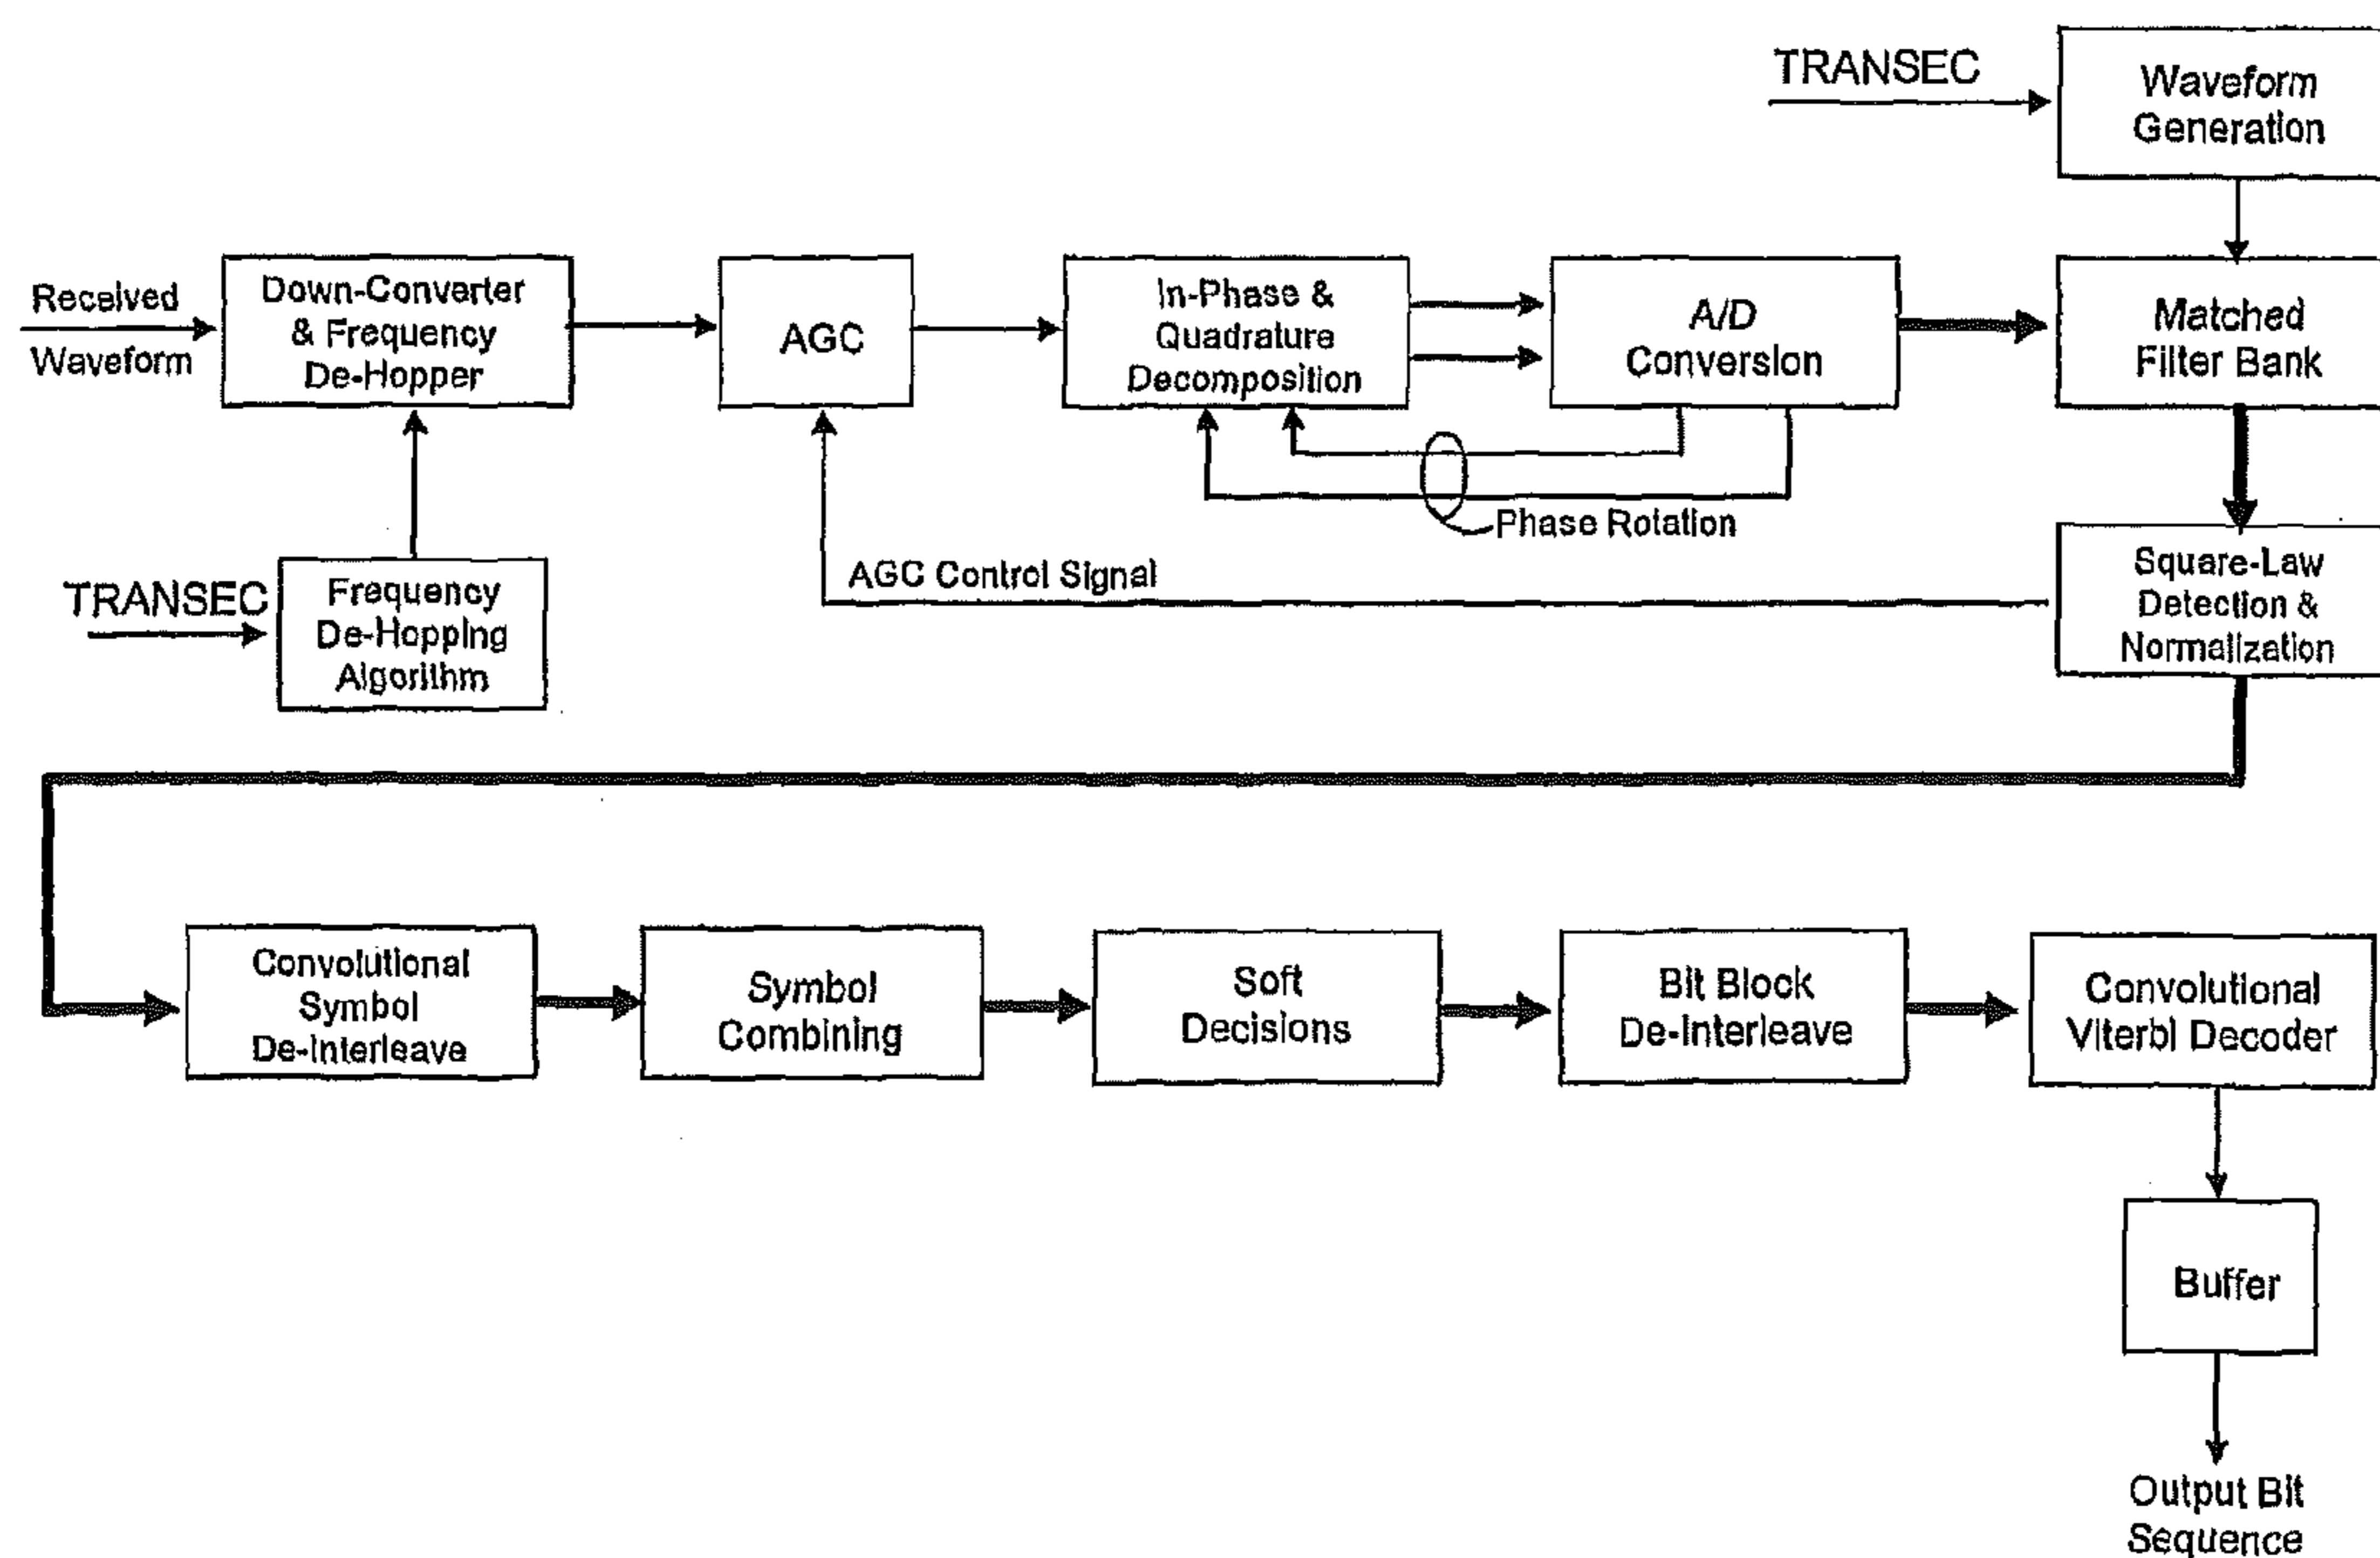 TRANSEC
Waveform
Generation
Received
Waveform
Down-Converter
& Frequency
De-Hopper
AGC
In-Phase &
Quadrature
Decomposition
A/D
Conversion
Matched
Filter Bank
Phase Rotation
AGC Control Signal
TRANSEC
Frequency
De-Hopping
Algorithm
Square-Law
Detection &
Normalization
Convolutional
Symbol
De-Interleave
Symbol
Combining
Soft
Decisions
Bit Block
De-Interleave
Convolutional
Viterbi Decoder
Buffer
Output Bit
Sequence